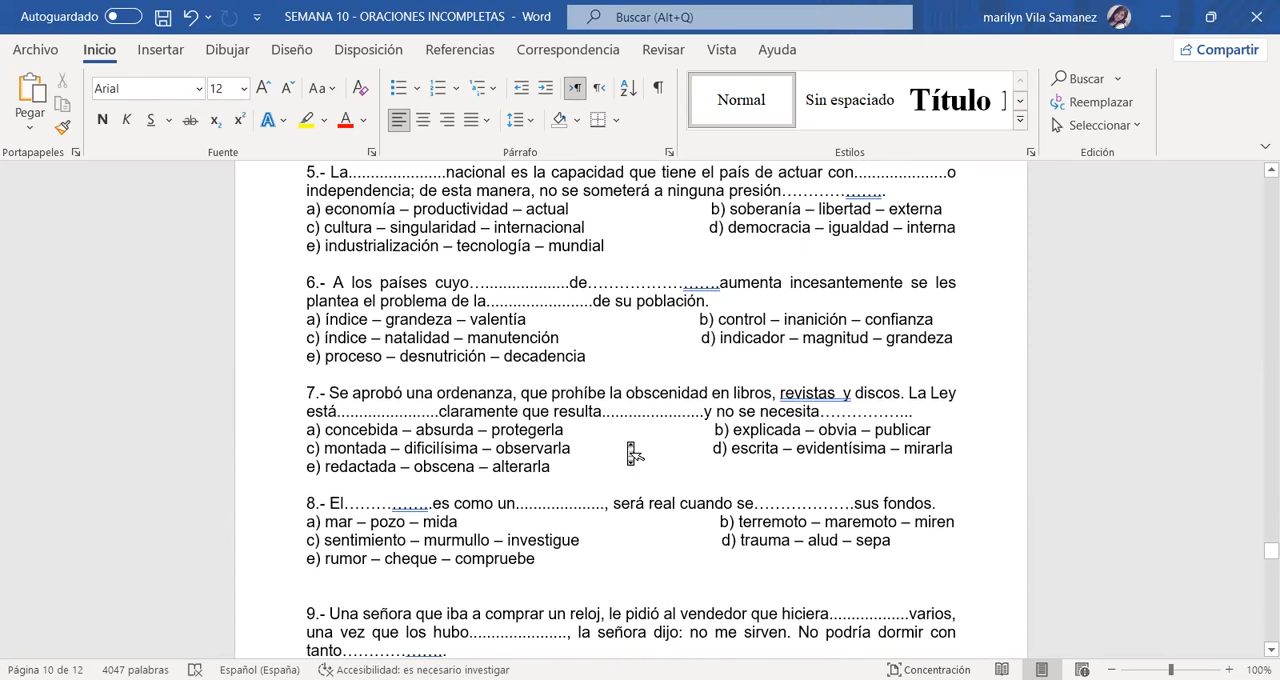 Autoguardado SEMANA 10 - ORACIONES INCOMPLETAS - Word Buscar (Alt+Q) marilyn Vila Samanez
Archivo Inicio Insertar Dibujar Diseño Disposición Referencias Correspondencia Revisar Vista Ayuda Compartir
Pegar Arial 12 Aa Normal Sin espaciado Título 1 Buscar
N K S ab x₂ x² A A Reemplazar
Seleccionar
Portapapeles Fuente Párrafo Estilos Edición
5.- La......................nacional es la capacidad que tiene el país de actuar con.....................o
independencia; de esta manera, no se someterá a ninguna presión…………........
a) economía – productividad – actual b) soberanía – libertad – externa
c) cultura – singularidad – internacional d) democracia – igualdad – interna
e) industrialización – tecnología – mundial
6.- A los países cuyo…...................de………………........aumenta incesantemente se les
plantea el problema de la........................de su población.
a) índice – grandeza – valentía b) control – inanición – confianza
c) índice – natalidad – manutención d) indicador – magnitud – grandeza
e) proceso – desnutrición – decadencia
7.- Se aprobó una ordenanza, que prohíbe la obscenidad en libros, revistas y discos. La Ley
está.......................claramente que resulta.......................y no se necesita……………...
a) concebida – absurda – protegerla b) explicada – obvia – publicar
c) montada – dificilísima – observarla d) escrita – evidentísima – mirarla
e) redactada – obscena – alterarla
8.- El………........es como un...................., será real cuando se……………….sus fondos.
a) mar – pozo – mida b) terremoto – maremoto – miren
c) sentimiento – murmullo – investigue d) trauma – alud – sepa
e) rumor – cheque – compruebe
9.- Una señora que iba a comprar un reloj, le pidió al vendedor que hiciera..................varios,
una vez que los hubo......................, la señora dijo: no me sirven. No podría dormir con
tanto…………........
Página 10 de 12 4047 palabras Español (España) Accesibilidad: es necesario investigar Concentración 100%